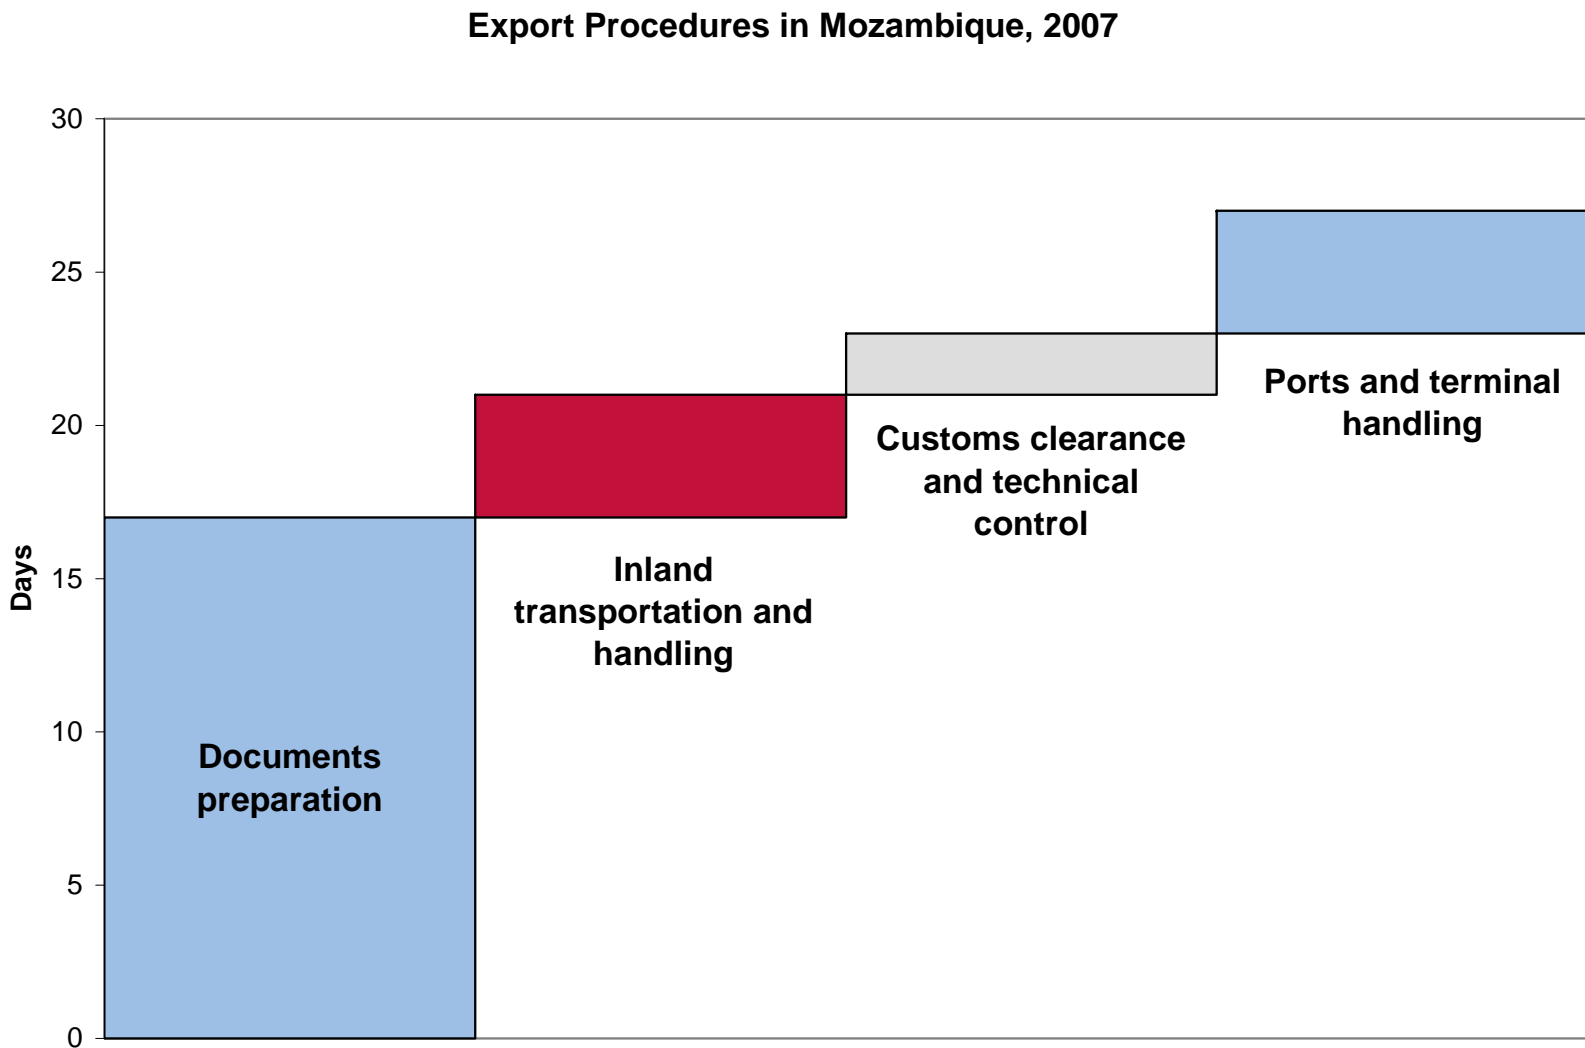 Export Procedures in Mozambique, 2007
30
25
20
15
10
5
0
Days
Documents
preparation
Inland
transportation and
handling
Customs clearance
and technical
control
Ports and terminal
handling